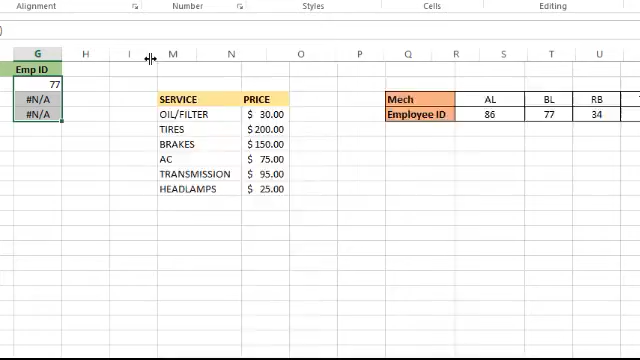 Alignment Number Styles Cells Editing
)
G H I M N O P Q R S T U
Emp ID
77
#N/A SERVICE PRICE Mech AL BL RB
#N/A OIL/FILTER $ 30.00 Employee ID 86 77 34
TIRES $ 200.00
BRAKES $ 150.00
AC $ 75.00
TRANSMISSION $ 95.00
HEADLAMPS $ 25.00